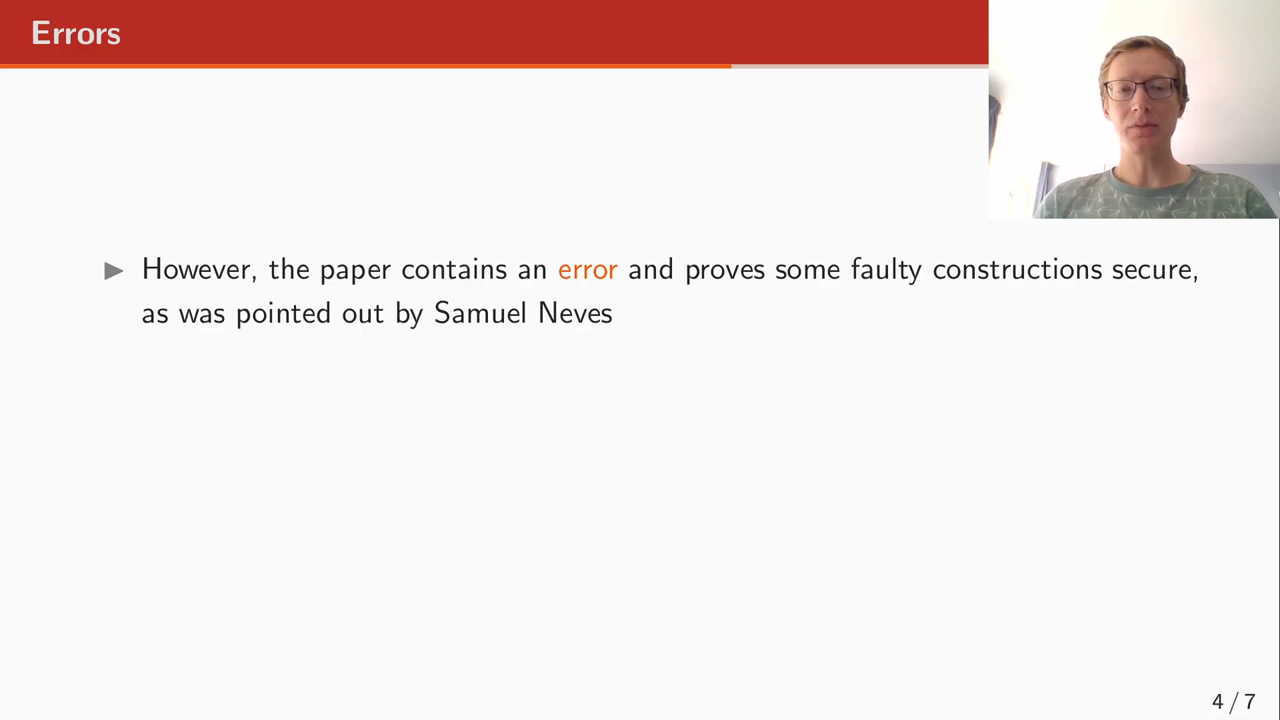 Errors
▶ However, the paper contains an error and proves some faulty constructions secure,
as was pointed out by Samuel Neves
4 / 7